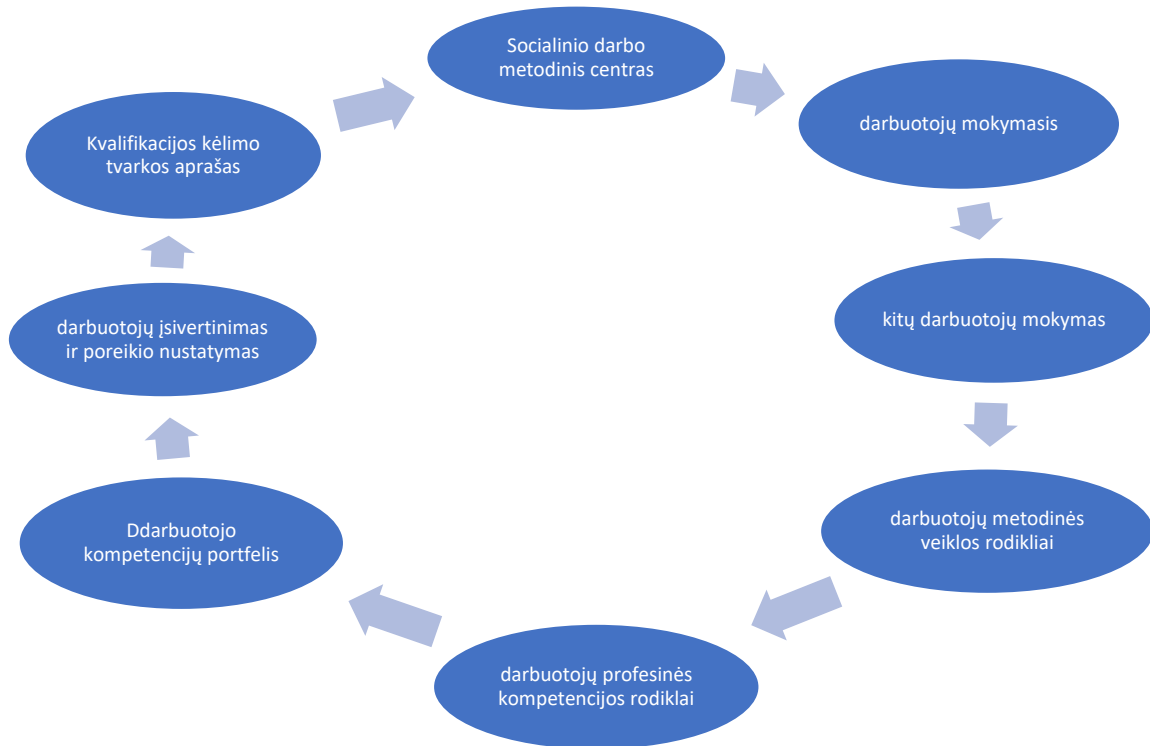 Socialinio darbo
metodinis centras
darbuotojų mokymasis
kitų darbuotojų mokymas
darbuotojų metodinės
veiklos rodikliai
darbuotojų profesinės
kompetencijos rodiklai
Ddarbuotojo
kompetencijų portfelis
darbuotojų įsivertinimas
ir poreikio nustatymas
Kvalifikacijos kėlimo
tvarkos aprašas